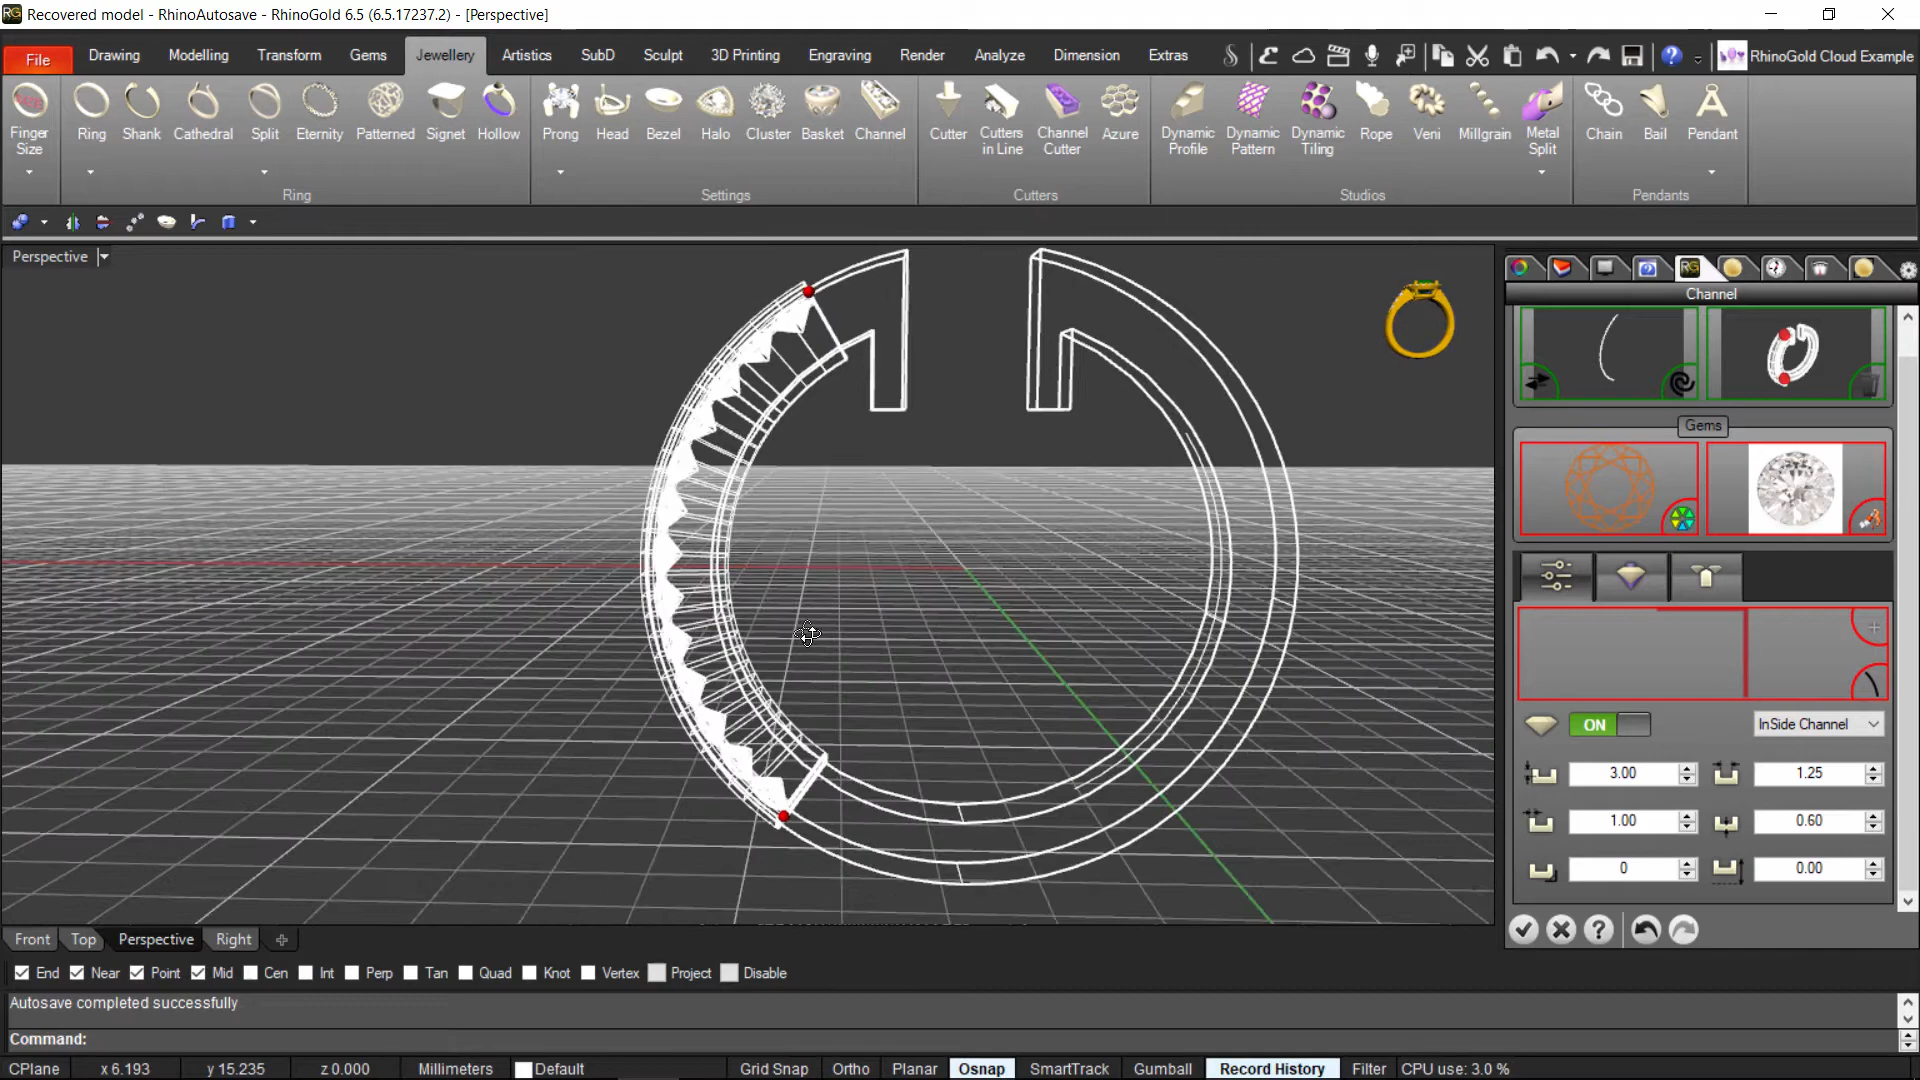 Recovered model - RhinoAutosave - RhinoGold 6.5 (6.5.17237.2) - [Perspective]
File Drawing Modelling Transform Gems Jewellery Artistics SubD Sculpt 3D Printing Engraving Render Analyze Dimension Extras RhinoGold Cloud Example
Finger Size Ring Shank Cathedral Split Eternity Patterned Signet Hollow Prong Head Bezel Halo Cluster Basket Channel Cutter Cutters in Line Channel Cutter Azure Dynamic Profile Dynamic Pattern Dynamic Tiling Rope Veni Millgrain Metal Split Chain Bail Pendant
Ring Settings Cutters Studios Pendants
Perspective
Channel
Gems
ON InSide Channel
3.00 1.25
1.00 0.60
0 0.00
Front Top Perspective Right
End Near Point Mid Cen Int Perp Tan Quad Knot Vertex Project Disable
Autosave completed successfully
Command:
CPlane x 6.193 y 15.235 z 0.000 Millimeters Default Grid Snap Ortho Planar Osnap SmartTrack Gumball Record History Filter CPU use: 3.0 %